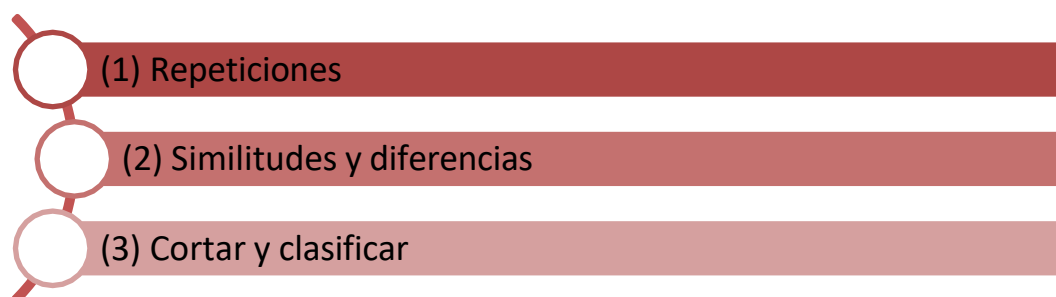 (1) Repeticiones
(2) Similitudes y diferencias
(3) Cortar y clasificar